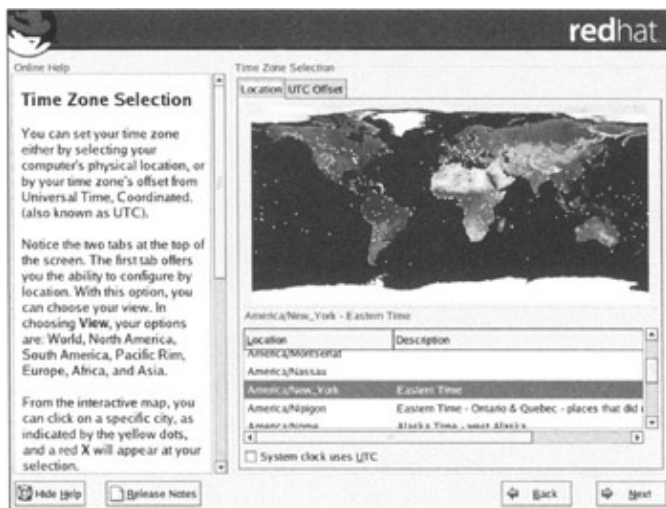 redhat
Online Help
Time Zone Selection
You can set your time zone
either by selecting your
computer's physical location, or
by your time zone's offset from
Universal Time, Coordinated.
(also known as UTC).
Notice the two tabs at the top of
the screen. The first tab offers
you the ability to configure by
location. With this option, you
can choose your view. In
choosing View, your options
are: World, North America,
South America, Pacific Rim,
Europe, Africa, and Asia.
From the interactive map, you
can click on a specific city, as
indicated by the yellow dots,
and a red X will appear at your
selection.
Time Zone Selection
Location UTC Offset
America/New_York - Eastern Time
Location Description
America/Montserrat
America/Nassau
America/New_York Eastern Time
America/Nipigon Eastern Time - Ontario & Quebec - places that did
America/Nome Alaska Time - west Alaska
System clock uses UTC
Hide Help Release Notes Back Next